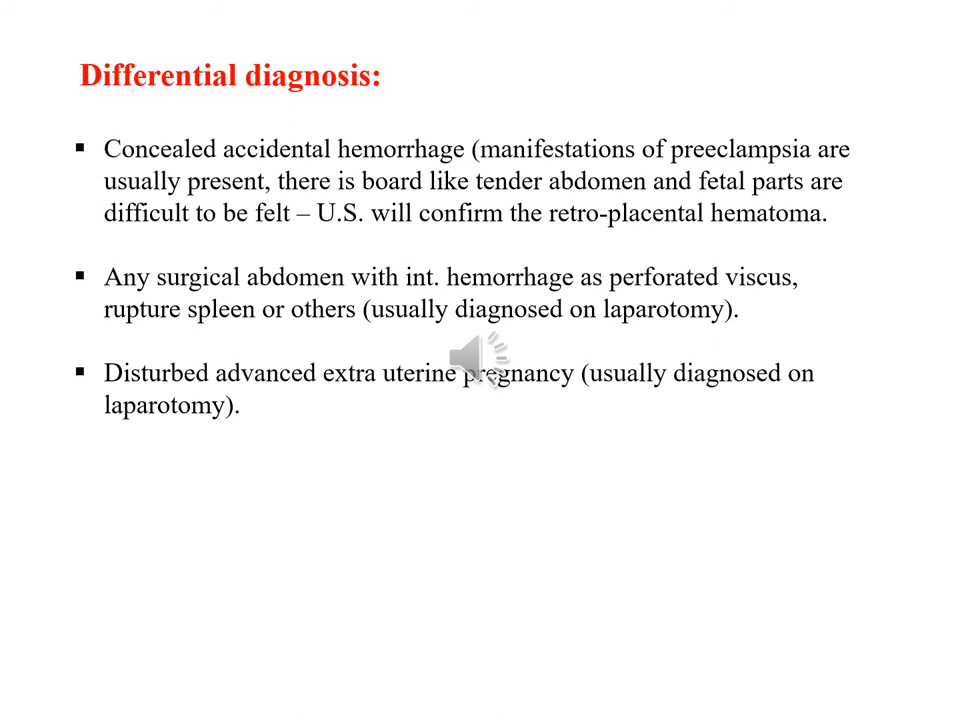 Differential diagnosis:
▪ Concealed accidental hemorrhage (manifestations of preeclampsia are
usually present, there is board like tender abdomen and fetal parts are
difficult to be felt – U.S. will confirm the retro-placental hematoma.
▪ Any surgical abdomen with int. hemorrhage as perforated viscus,
rupture spleen or others (usually diagnosed on laparotomy).
▪ Disturbed advanced extra uterine pregnancy (usually diagnosed on
laparotomy).